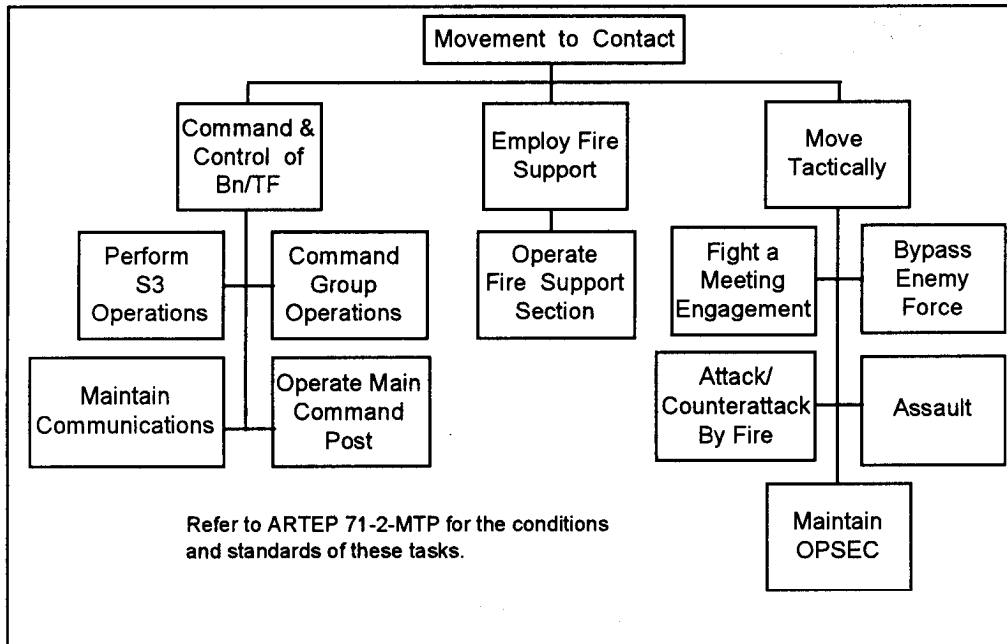 Movement to Contact
Command &
Control of
Bn/TF
Employ Fire
Support
Move
Tactically
Perform
S3
Operations
Command
Group
Operations
Operate
Fire Support
Section
Fight a
Meeting
Engagement
Bypass
Enemy
Force
Maintain
Communications
Operate Main
Command
Post
Attack/
Counterattack
By Fire
Assault
Maintain
OPSEC
Refer to ARTEP 71-2-MTP for the conditions
and standards of these tasks.